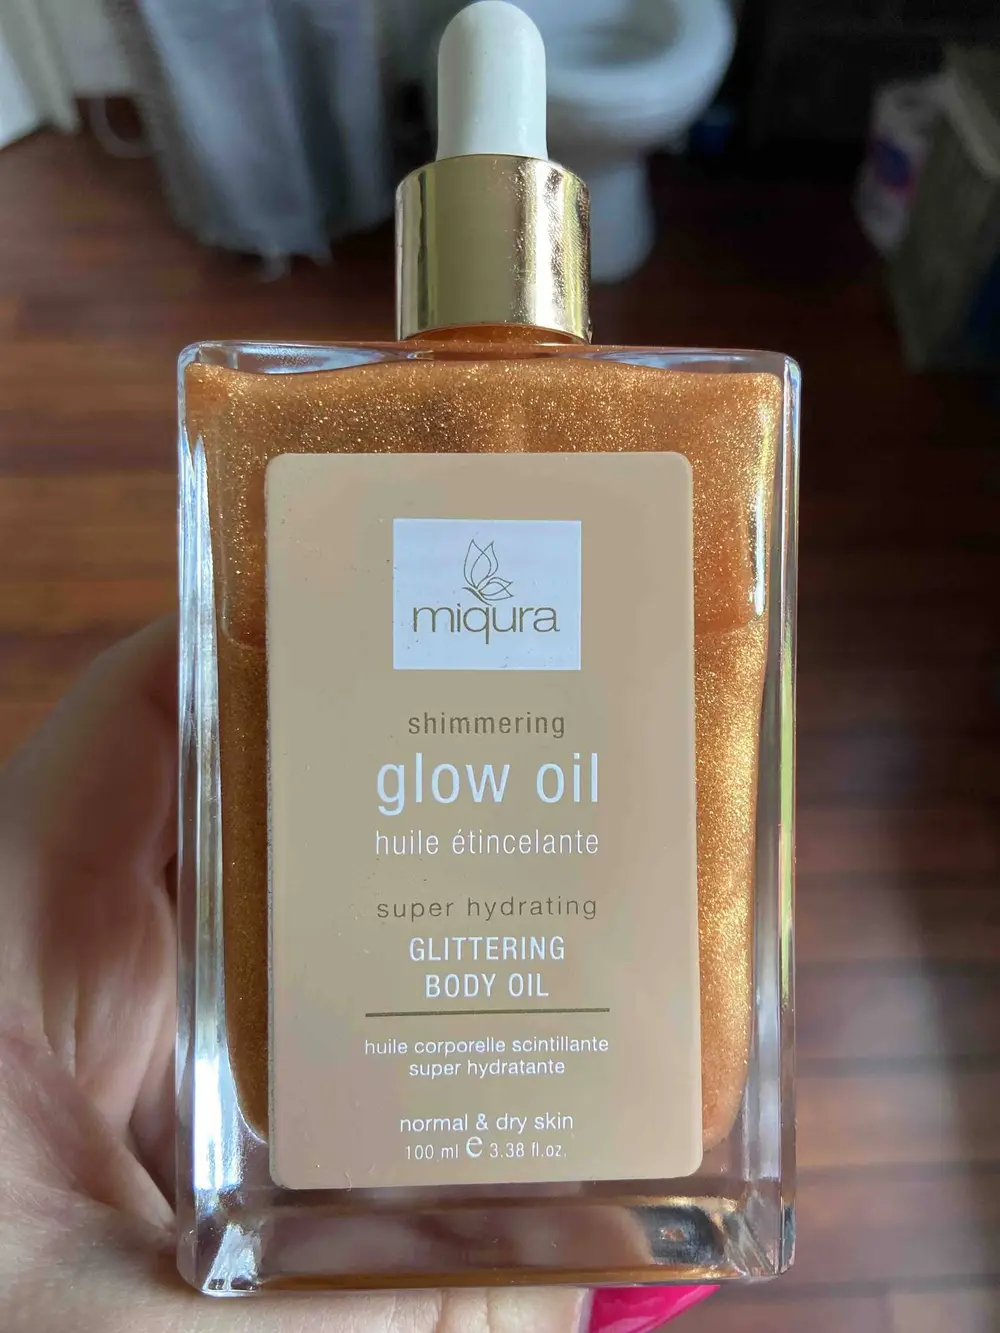 miqura
shimmering
glow oil
huile étincelante
super hydrating
GLITTERING
BODY OIL
huile corporelle scintillante
super hydratante
normal & dry skin
100 ml e 3.38 fl.oz.